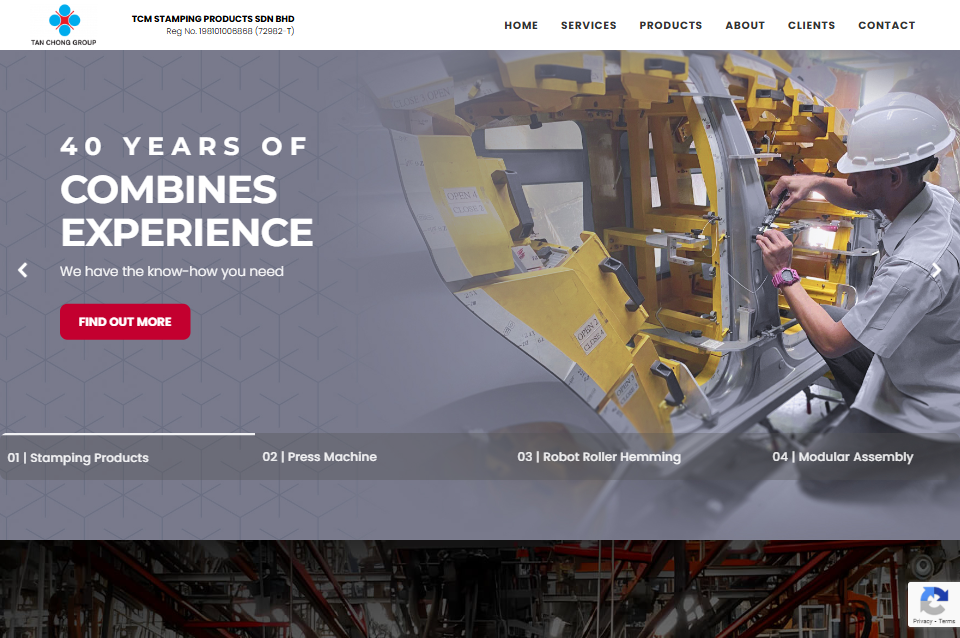 TAN CHONG GROUP
TCM STAMPING PRODUCTS SDN BHD
Reg No. 198101006868 (72982-T)
HOME SERVICES PRODUCTS ABOUT CLIENTS CONTACT
40 YEARS OF
COMBINES
EXPERIENCE
We have the know-how you need
FIND OUT MORE
OPEN 4
CLOSE 2
OPEN 2
CLOSE 4
01 | Stamping Products
02 | Press Machine
03 | Robot Roller Hemming
04 | Modular Assembly
Privacy - Terms